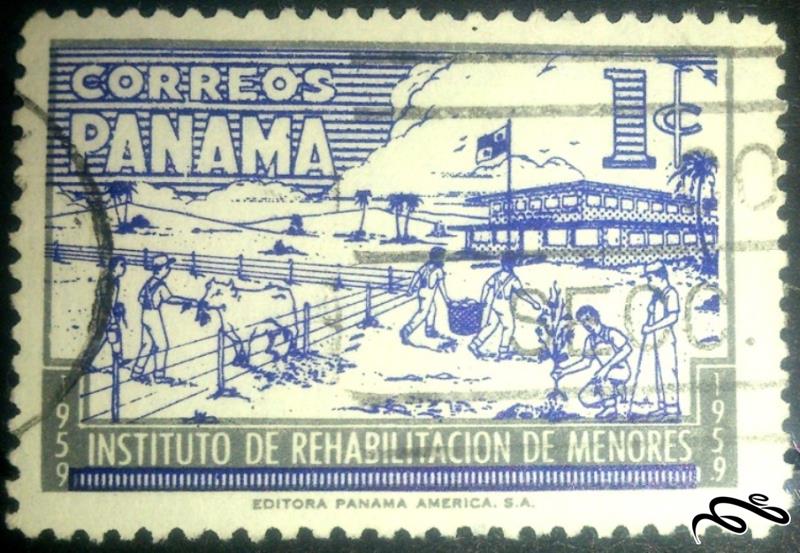 CORREOS
PANAMA
1¢
1959
1959
INSTITUTO DE REHABILITACION DE MENORES
EDITORA PANAMA AMERICA, S.A.